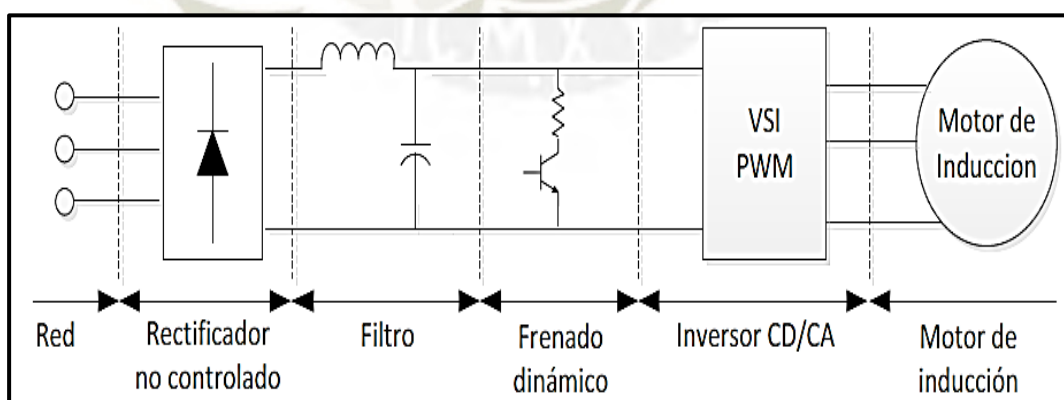 VSI
PWM
Motor de
Induccion
Red
Rectificador
no controlado
Filtro
Frenado
dinámico
Inversor CD/CA
Motor de
inducción